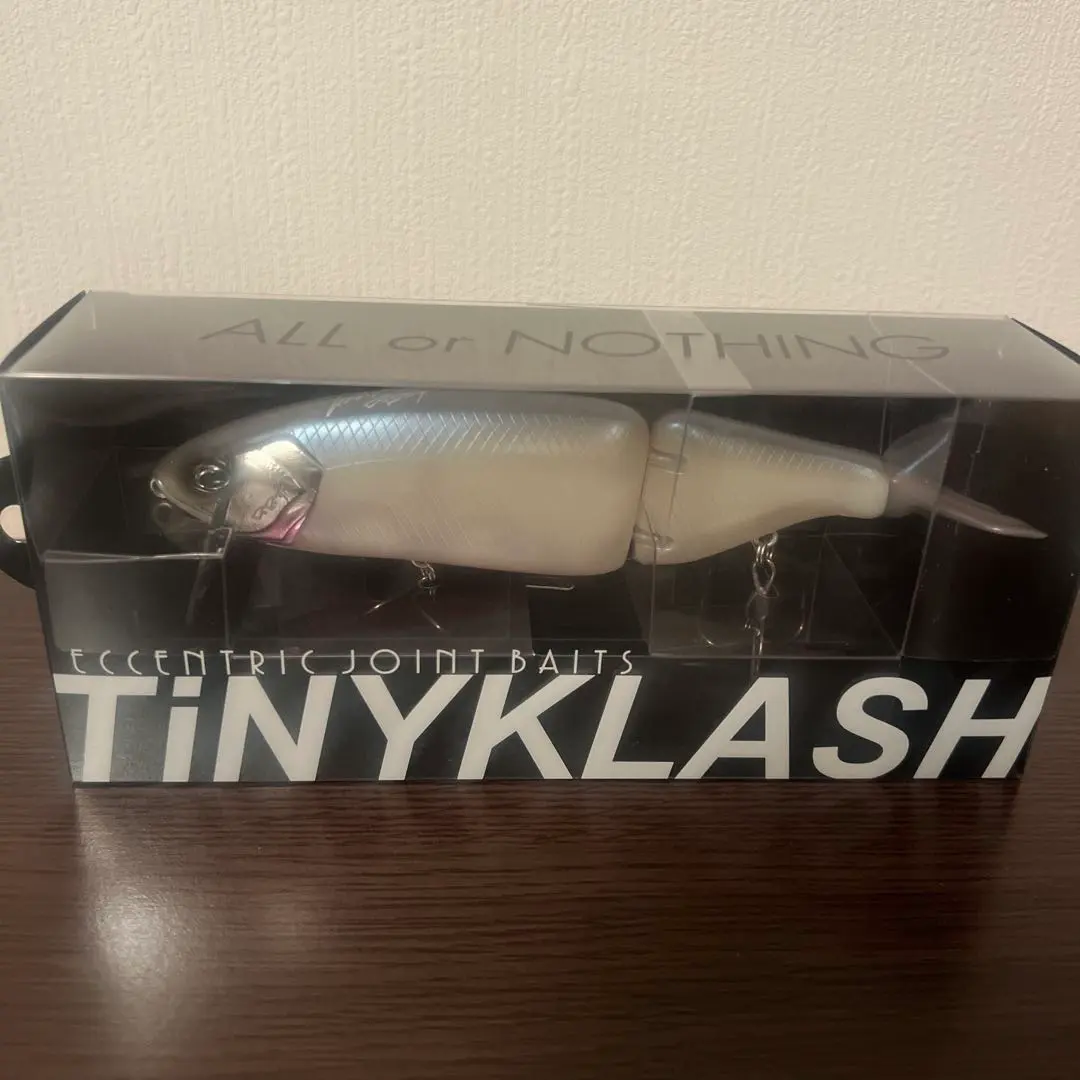 ALL or NOTHING
ECCENTRIC JOINT BAITS
TiNYKLASH